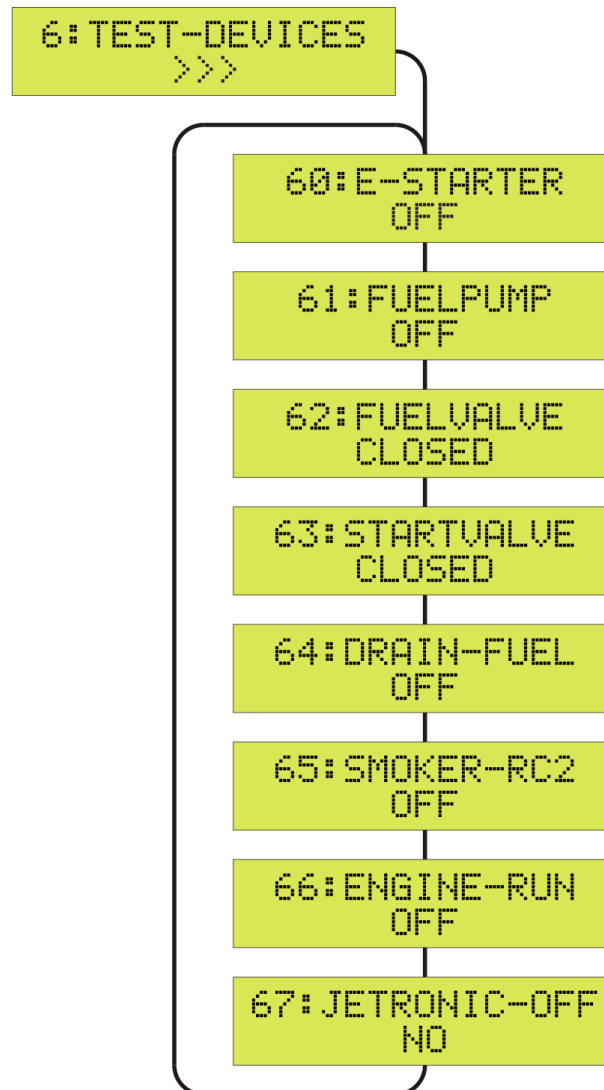 6:TEST-DEVICES
>>>
60:E-STARTER
OFF
61:FUELPUMP
OFF
62:FUELVALVE
CLOSED
63:STARTVALVE
CLOSED
64:DRAIN-FUEL
OFF
65:SMOKER-RC2
OFF
66:ENGINE-RUN
OFF
67:JETRONIC-OFF
NO